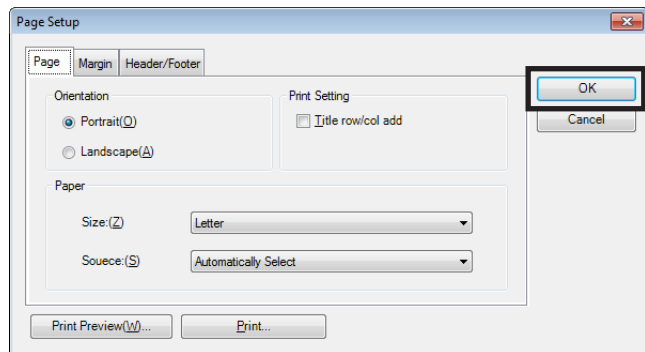 Page Setup
Page Margin Header/Footer
OK
Cancel
Orientation
Portrait(O)
Landscape(A)
Print Setting
Title row/col add
Paper
Size:(Z) Letter
Souece:(S) Automatically Select
Print Preview(W)... Print...